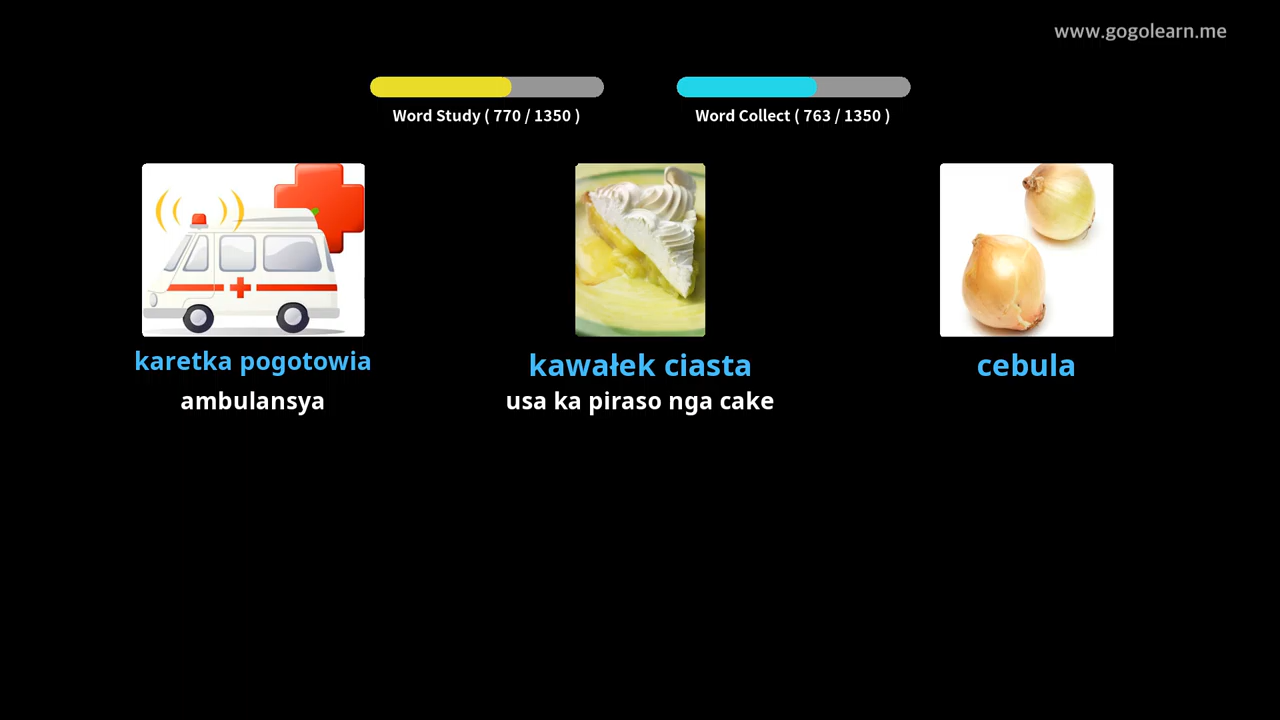 www.gogolearn.me
Word Study ( 770 / 1350 )
Word Collect ( 763 / 1350 )
karetka pogotowia
kawałek ciasta
cebula
ambulansya
usa ka piraso nga cake